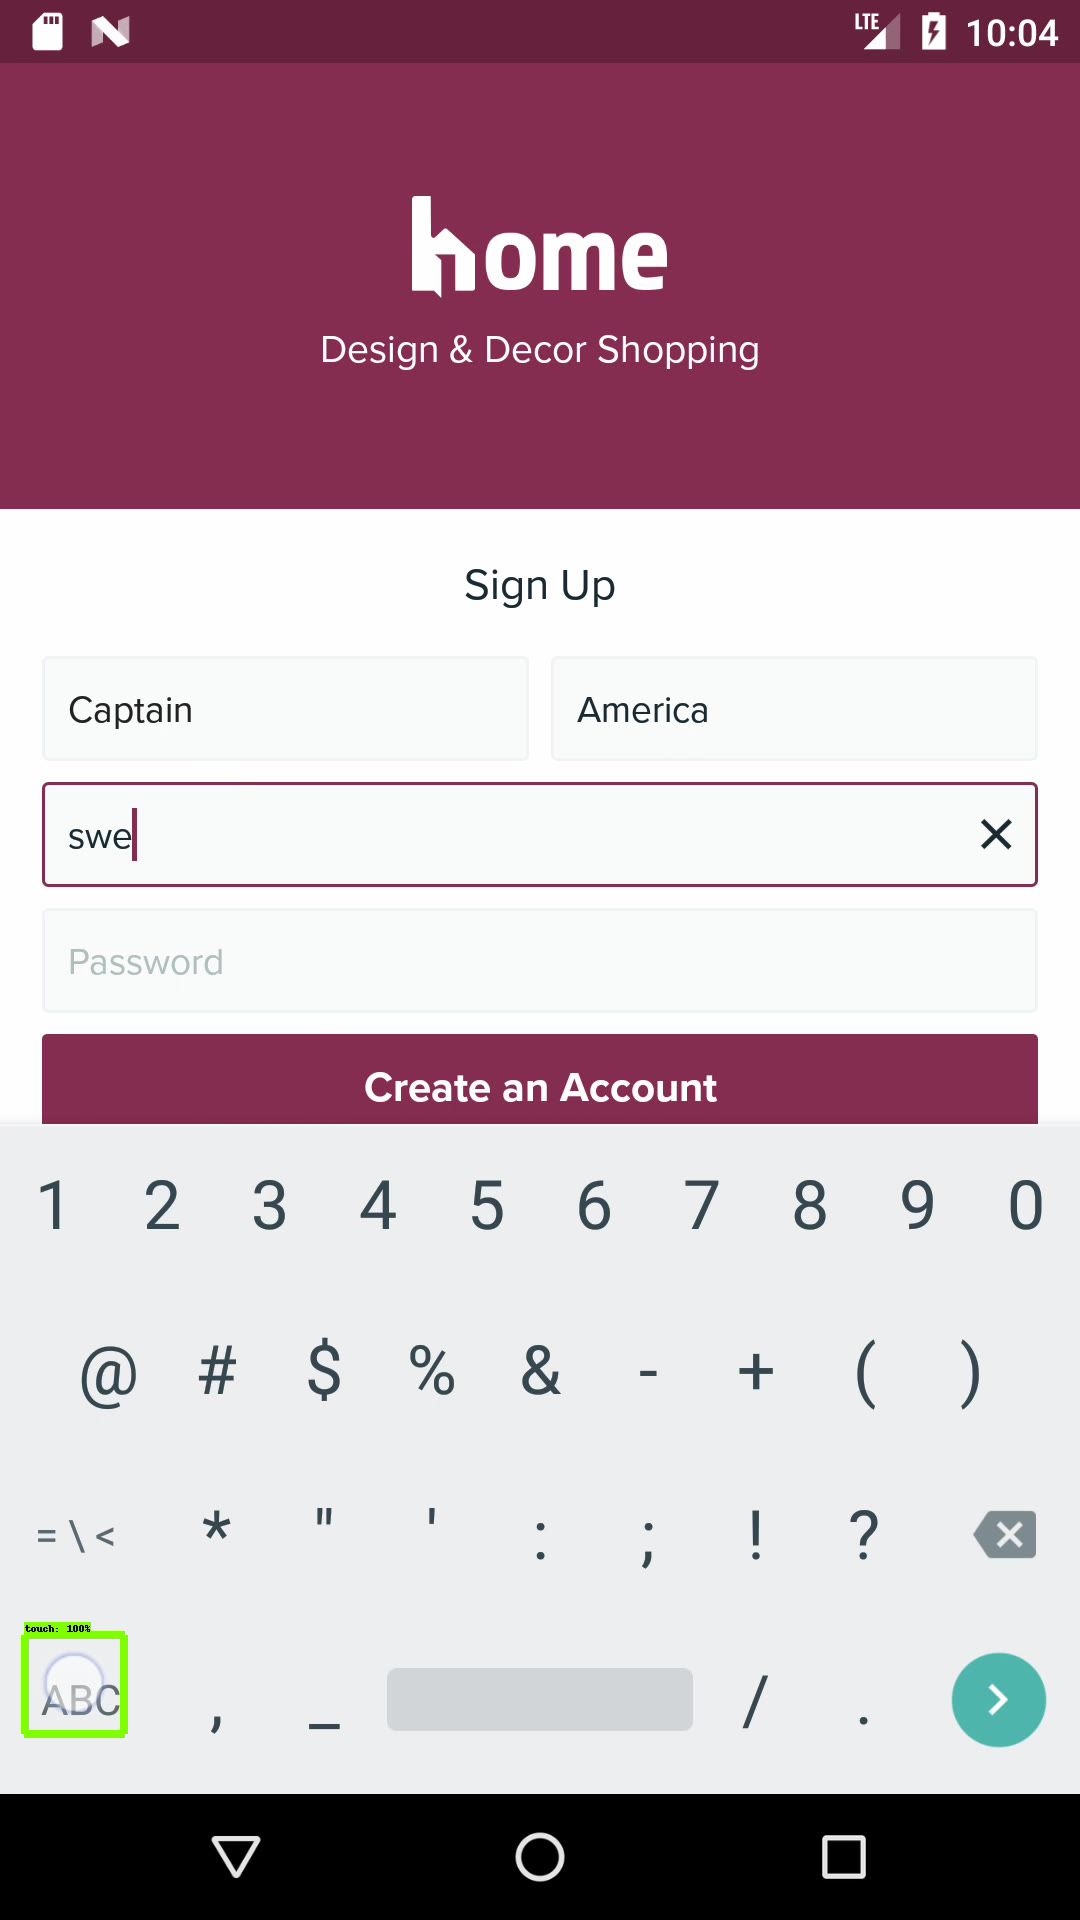 LTE 10:04
home
Design & Decor Shopping
Sign Up
Captain America
swe
Password
Create an Account
1 2 3 4 5 6 7 8 9 0
@ # $ % & - + ( )
= \ < * " ' : ; ! ?
touch: 100%
ABC , _ / .